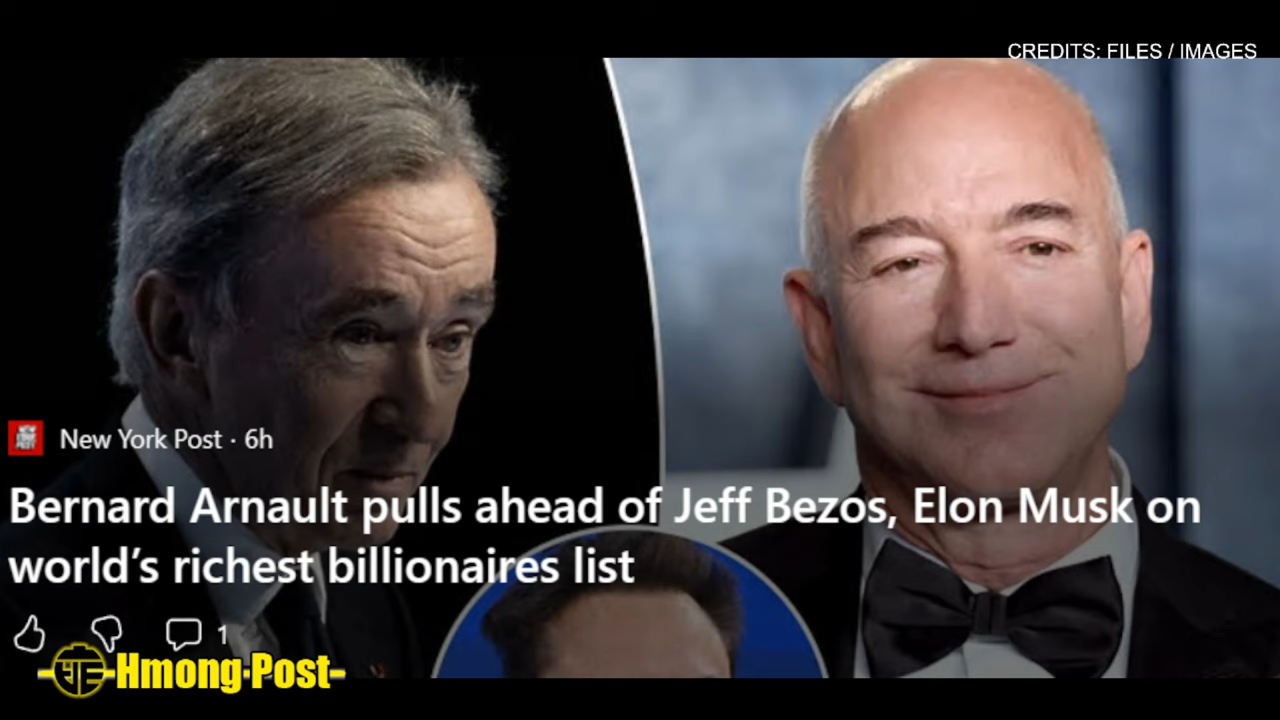 CREDITS: FILES / IMAGES
New York Post · 6h
Bernard Arnault pulls ahead of Jeff Bezos, Elon Musk on
world’s richest billionaires list
1
Hmong Post